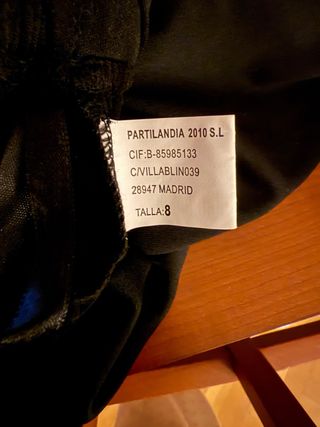 PARTILANDIA 2010 S.L
CIF:B-85985133
C/VILLABLIN039
28947 MADRID
TALLA:8